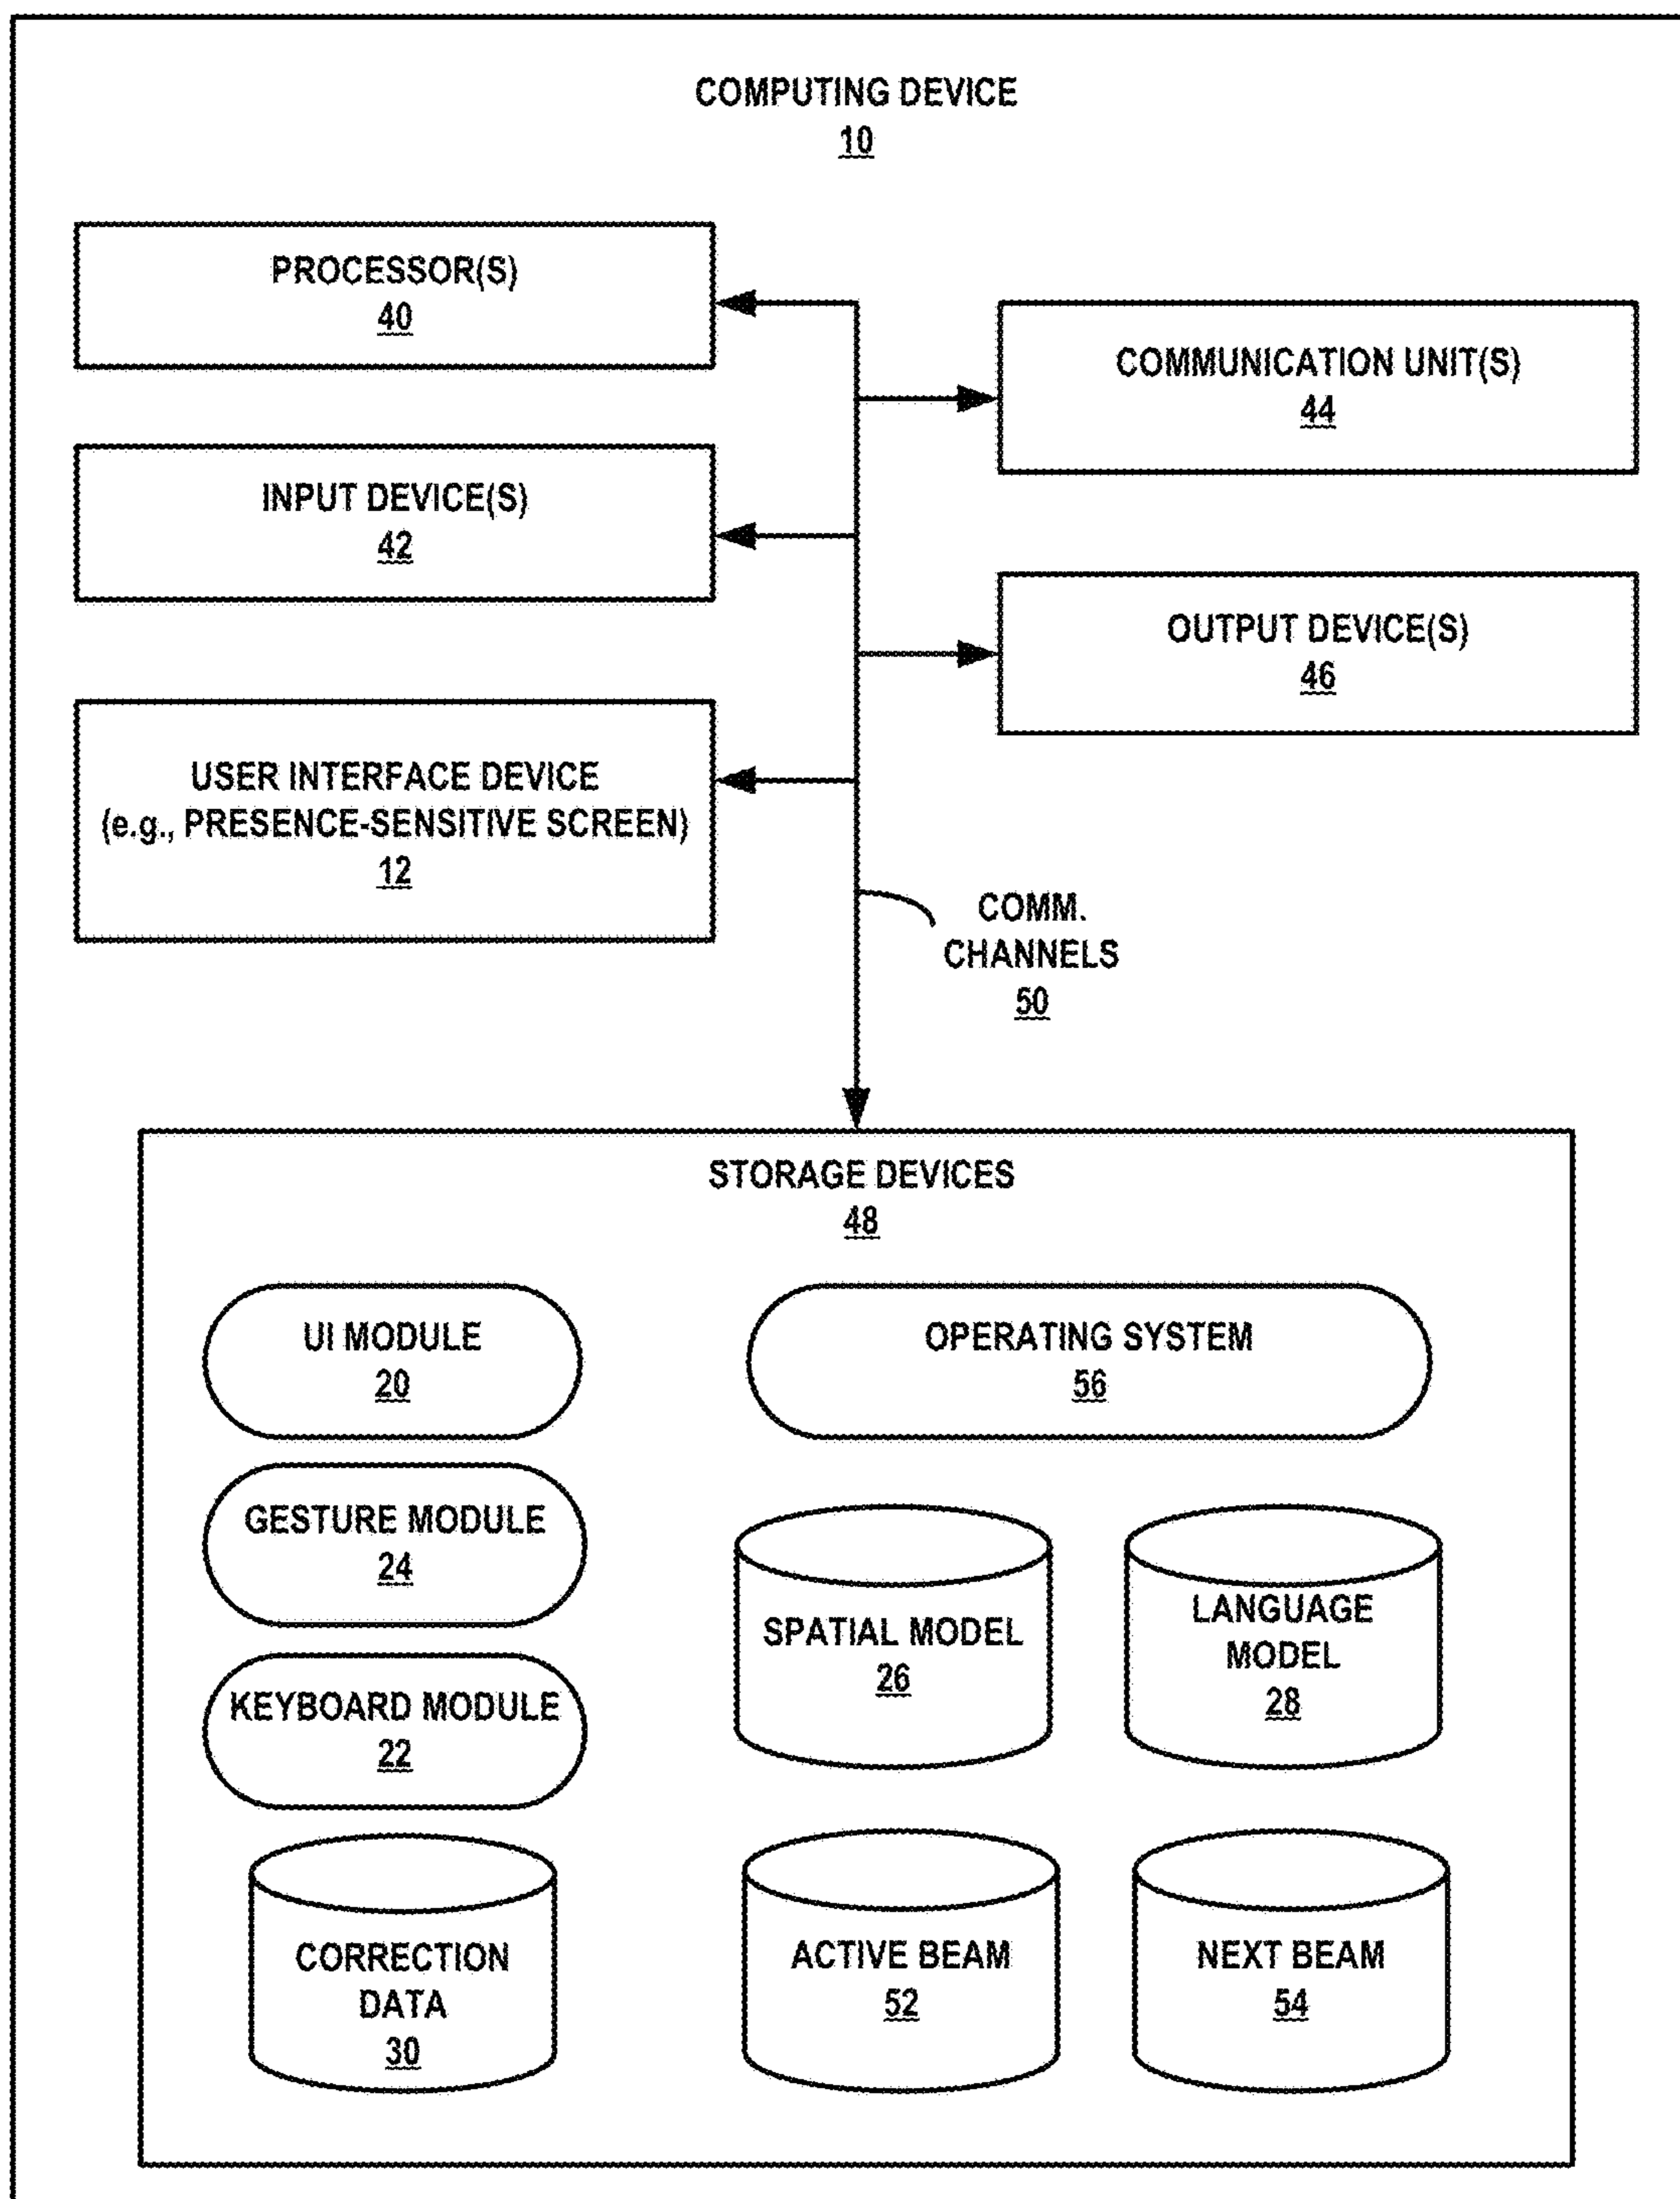 COMPUTING DEVICE
10
PROCESSOR(S)
40
COMMUNICATION UNIT(S)
44
INPUT DEVICE(S)
42
OUTPUT DEVICE(S)
46
USER INTERFACE DEVICE
(e.g., PRESENCE-SENSITIVE SCREEN)
12
COMM.
CHANNELS
50
STORAGE DEVICES
48
UI MODULE
20
OPERATING SYSTEM
56
GESTURE MODULE
24
SPATIAL MODEL
26
LANGUAGE
MODEL
28
KEYBOARD MODULE
22
CORRECTION
DATA
30
ACTIVE BEAM
52
NEXT BEAM
54